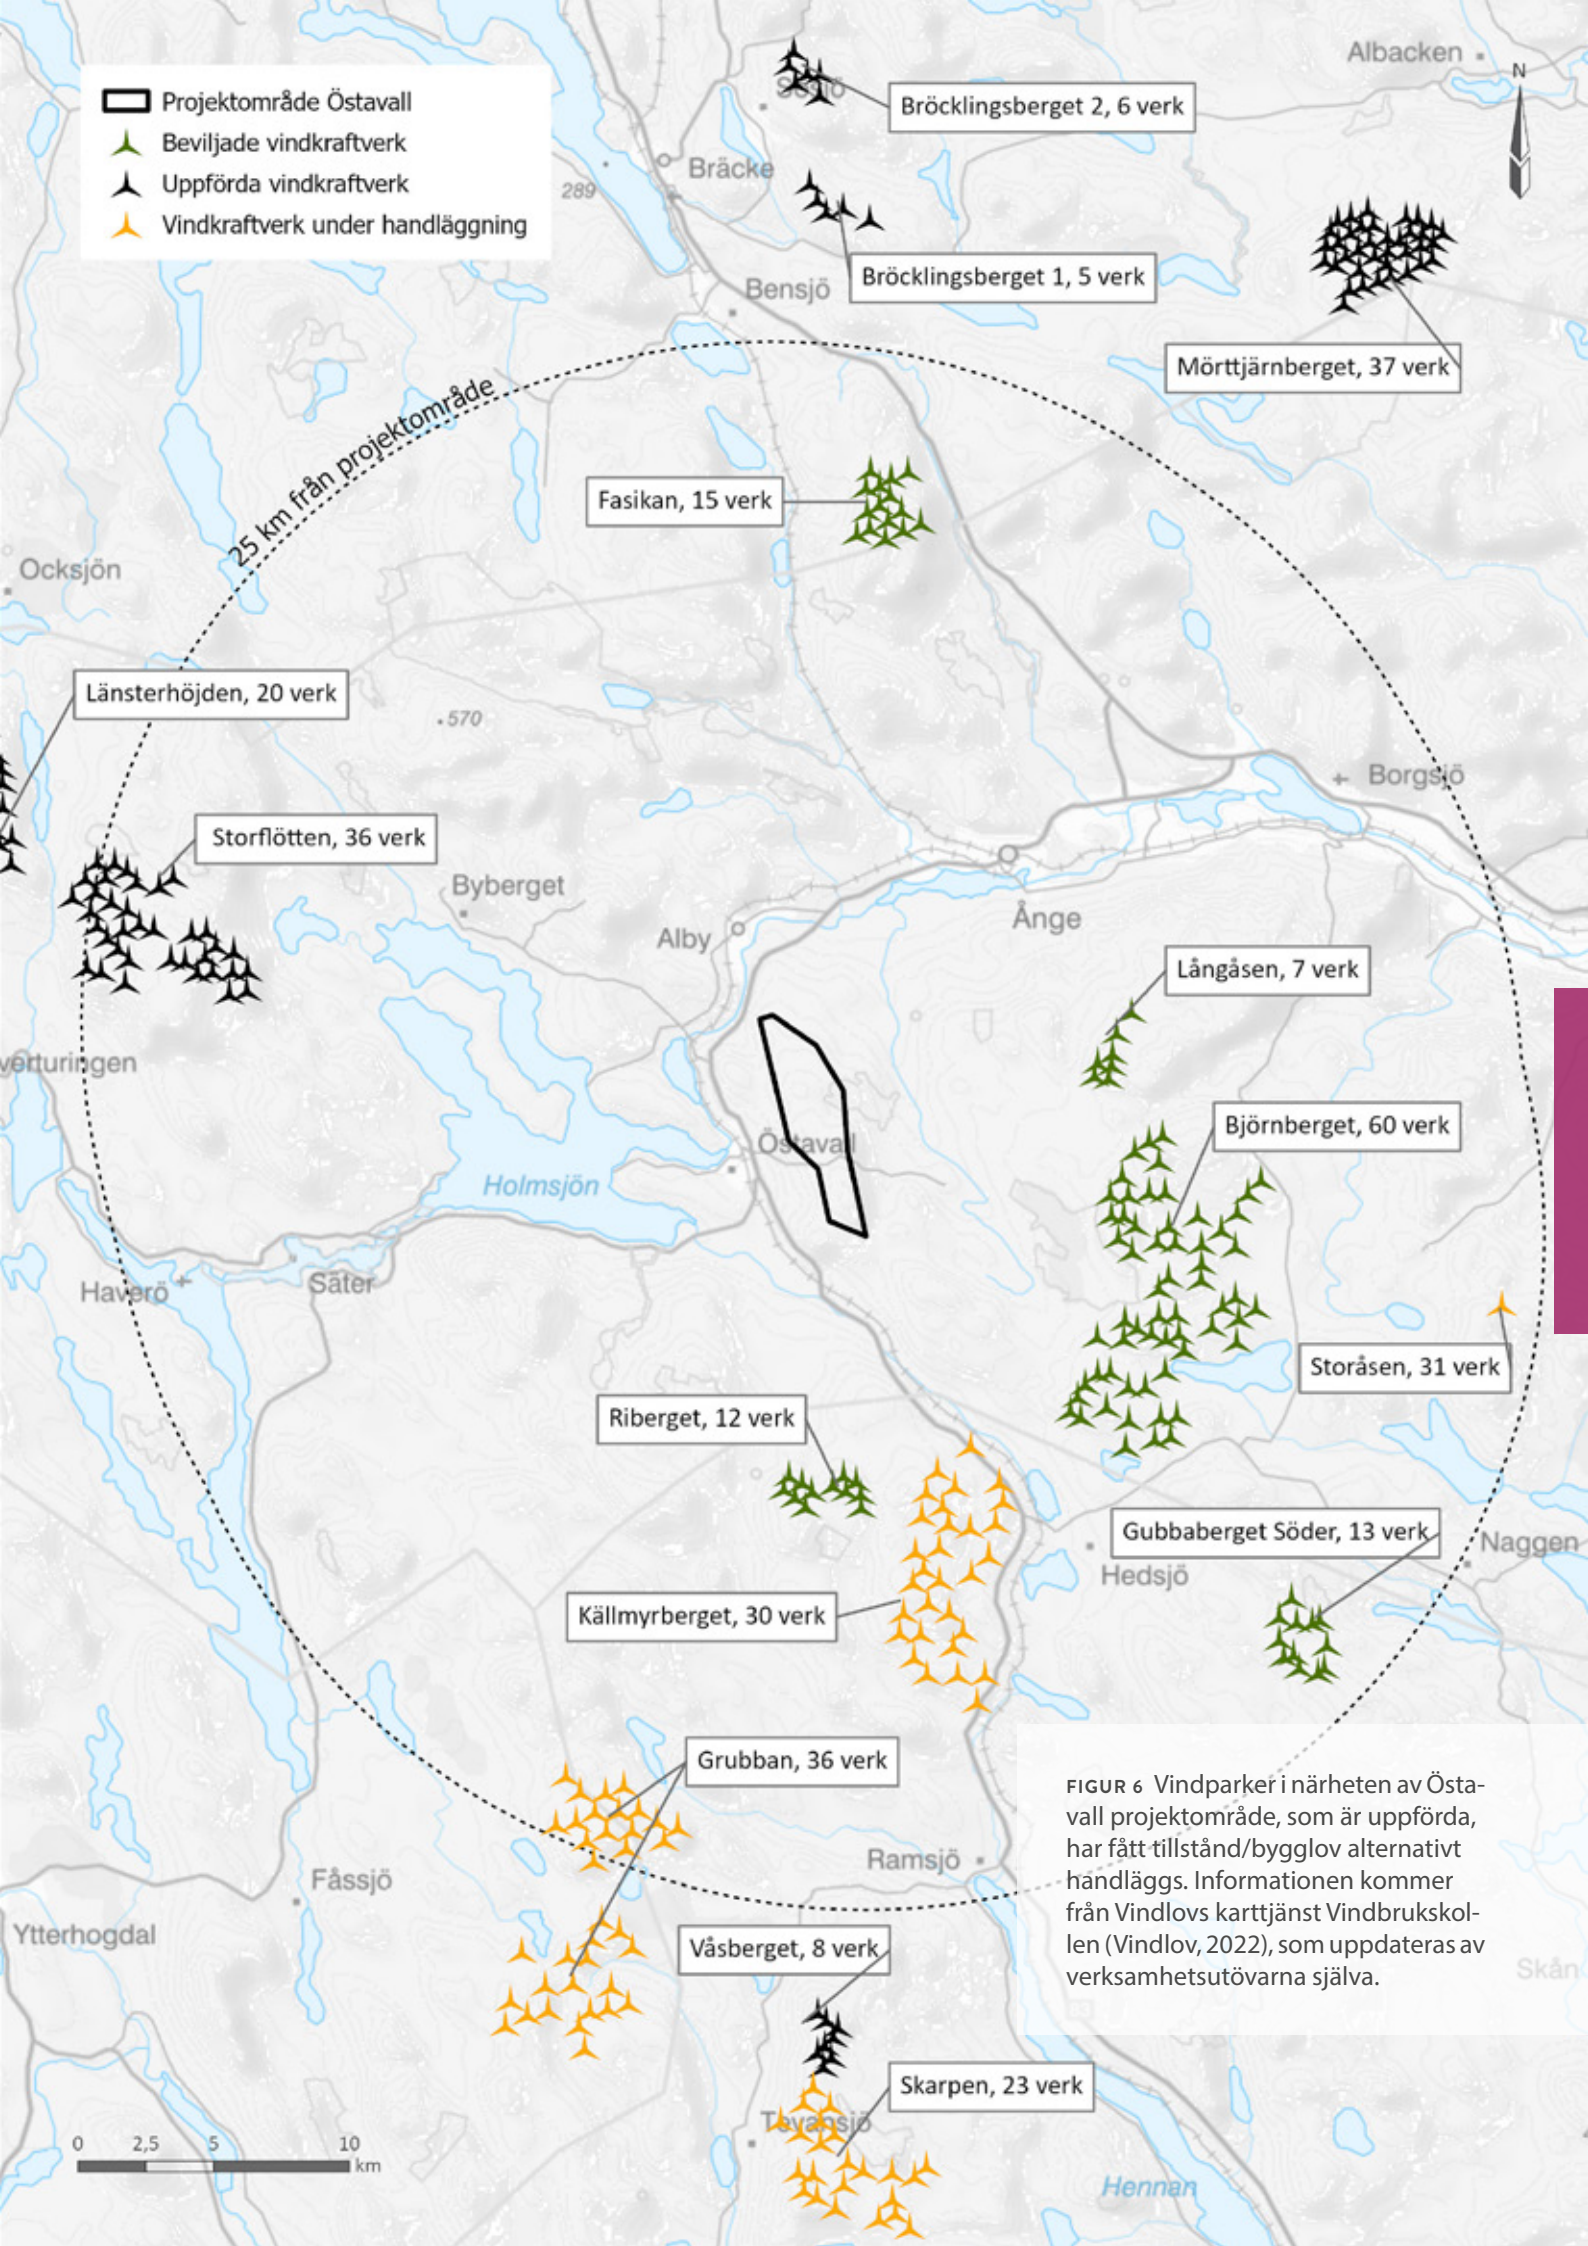 Projektområde Östavall
Beviljade vindkraftverk
Uppförda vindkraftverk
Vindkraftverk under handläggning
Albacken
N
Sösjö
Bröcklingsberget 2, 6 verk
Bräcke
289
Bröcklingsberget 1, 5 verk
Bensjö
Mörttjärnberget, 37 verk
25 km från projektområde
Fasikan, 15 verk
Ocksjön
Länsterhöjden, 20 verk
570
Borgsjö
Storflötten, 36 verk
Byberget
Alby
Ånge
Långåsen, 7 verk
verturingen
Björnberget, 60 verk
Östavall
Holmsjön
Haverö
Säter
Storåsen, 31 verk
Riberget, 12 verk
Gubbaberget Söder, 13 verk
Naggen
Hedsjö
Källmyrberget, 30 verk
Grubban, 36 verk
FIGUR 6 Vindparker i närheten av Östa-
vall projektområde, som är uppförda,
har fått tillstånd/bygglov alternativt
handläggs. Informationen kommer
från Vindlovs karttjänst Vindbrukskol-
len (Vindlov, 2022), som uppdateras av
verksamhetsutövarna själva.
Ramsjö
Fåssjö
Ytterhogdal
Våsberget, 8 verk
Skån
Skarpen, 23 verk
Tevansjö
0 2,5 5 10
km
Hennan